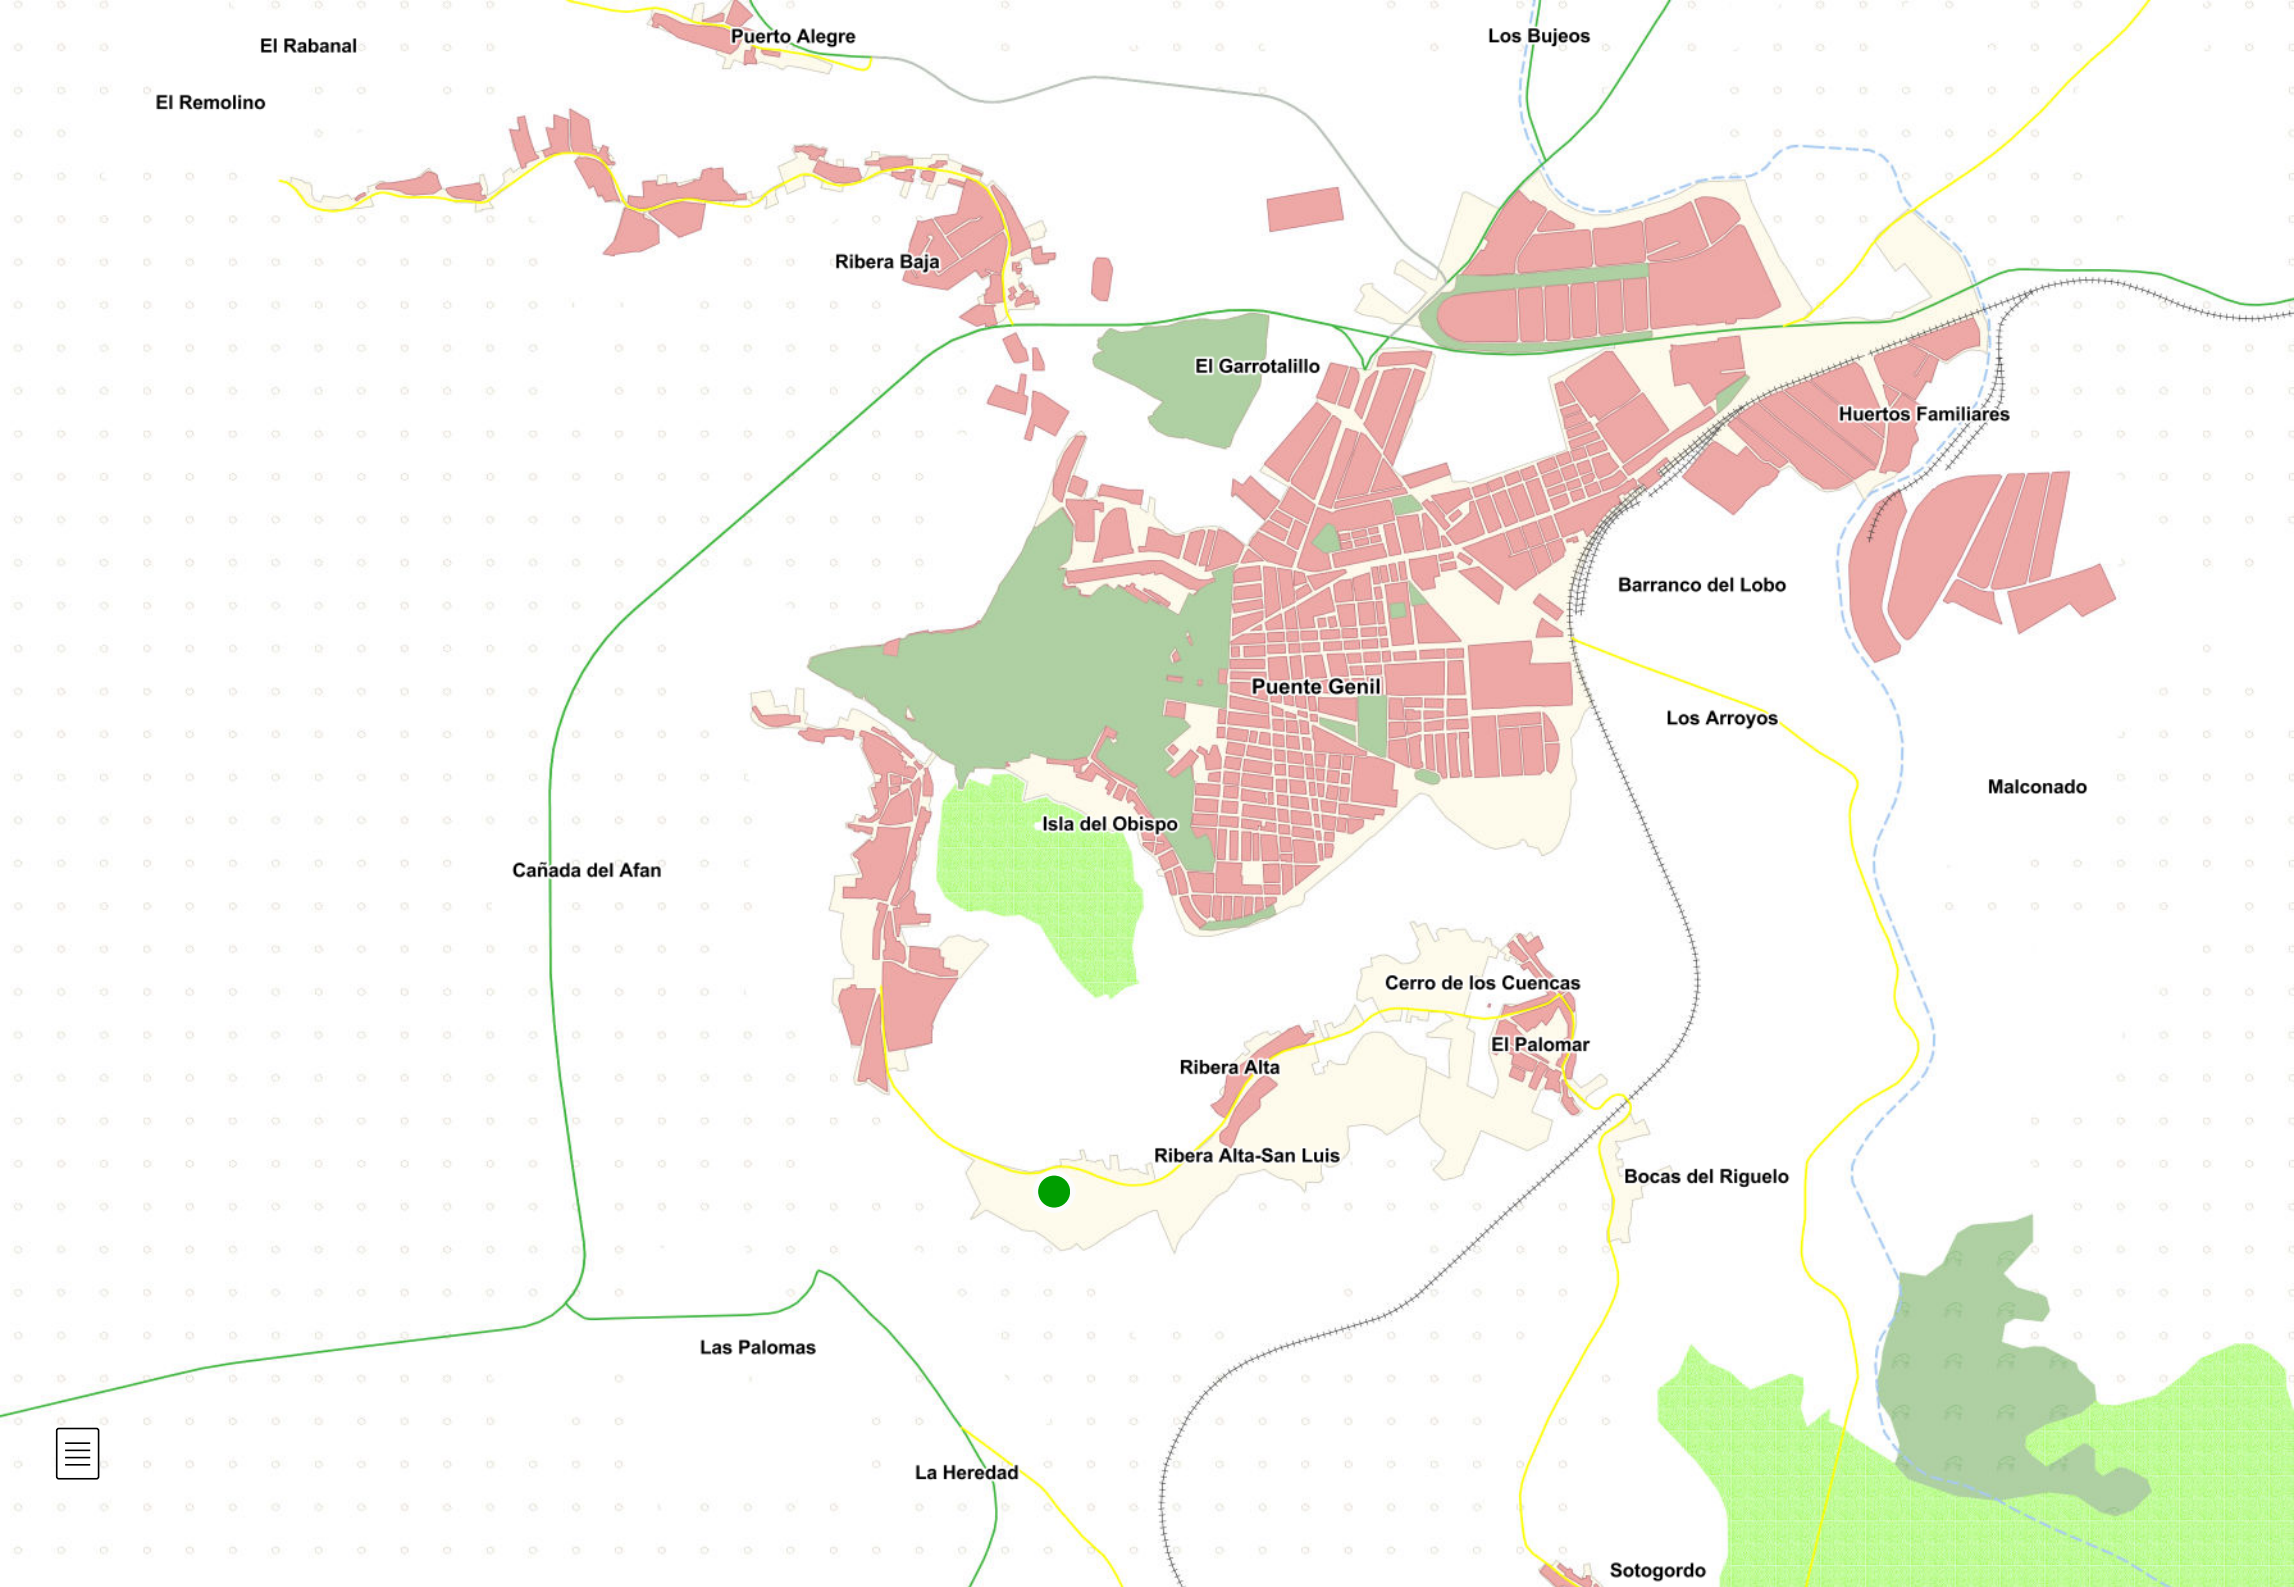 Puerto Alegre
Los Bujeos
El Rabanal
El Remolino
Ribera Baja
El Garrotalillo
Huertos Familiares
Barranco del Lobo
Puente Genil
Los Arroyos
Malconado
Isla del Obispo
Cañada del Afan
Cerro de los Cuencas
El Palomar
Ribera Alta
Ribera Alta-San Luis
Bocas del Riguelo
Las Palomas
La Heredad
Sotogordo